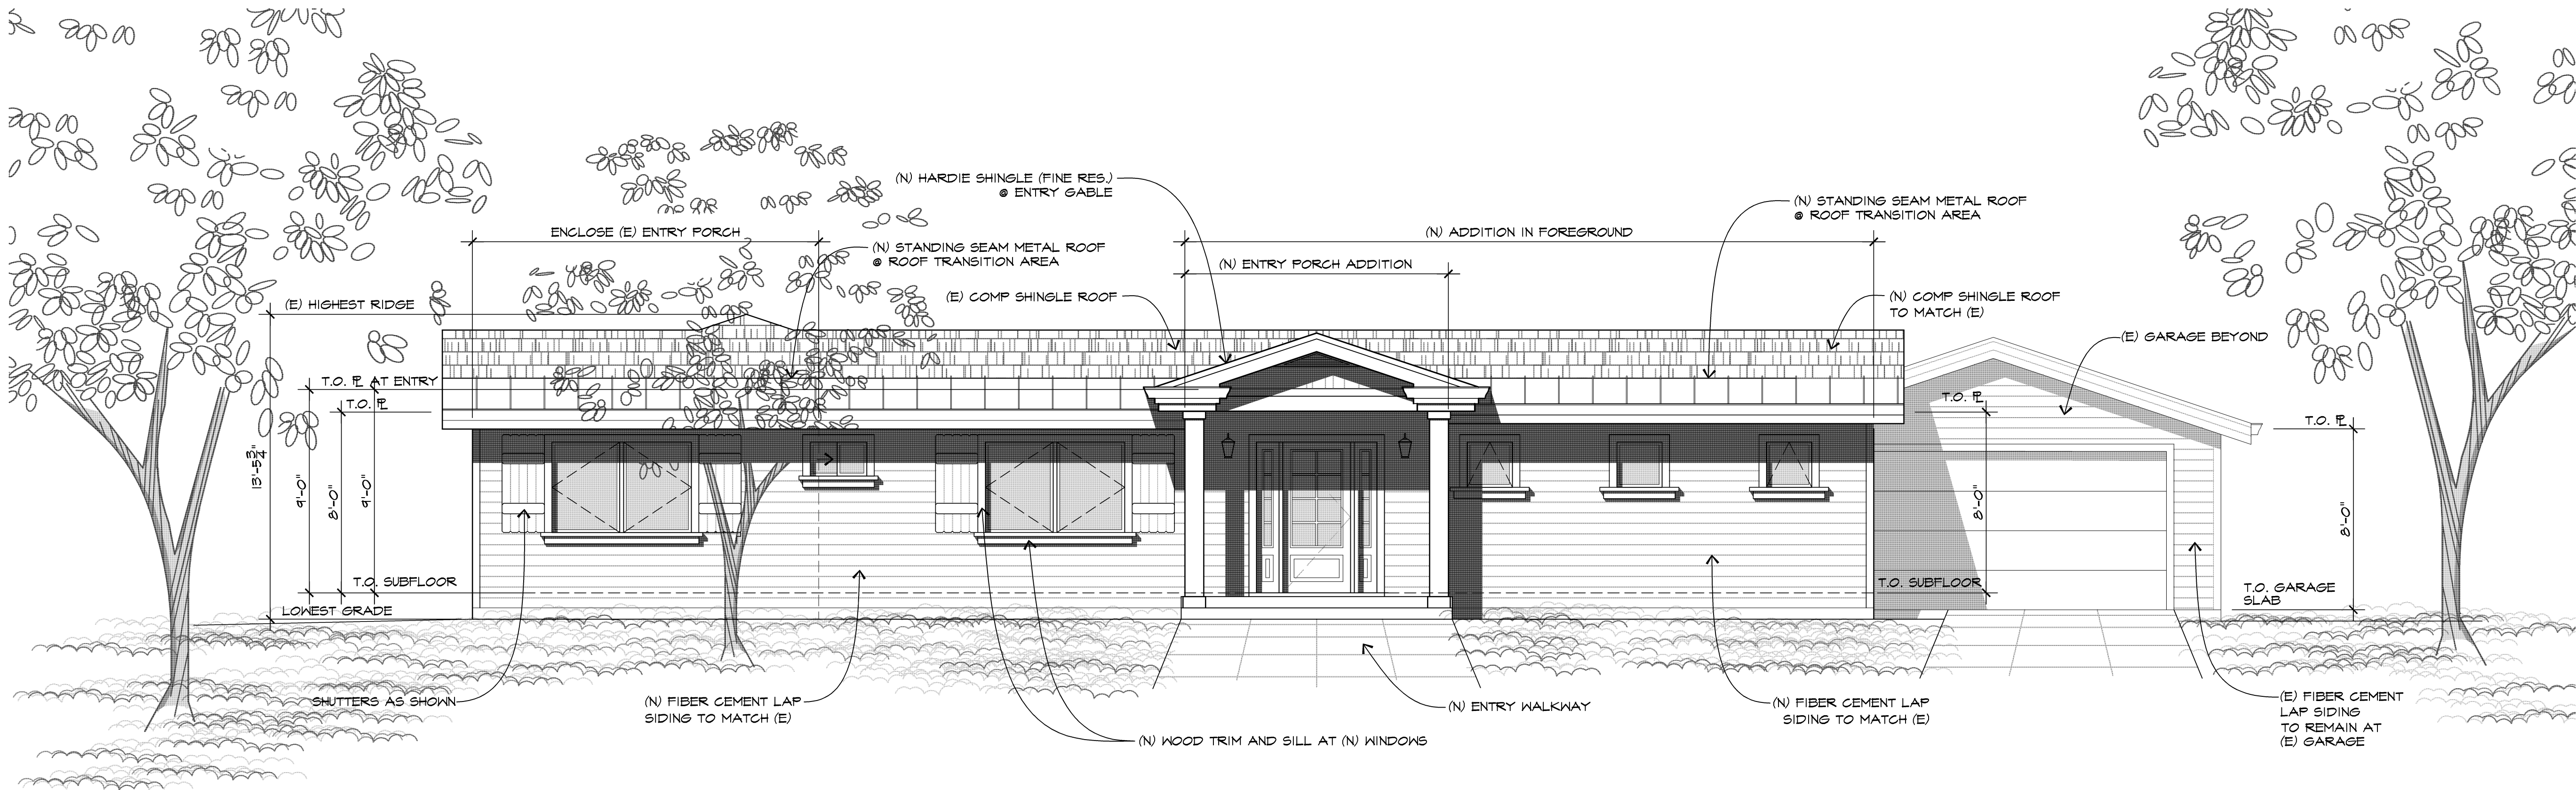 (N) HARDIE SHINGLE (FINE RES.)
@ ENTRY GABLE
(N) STANDING SEAM METAL ROOF
@ ROOF TRANSITION AREA
ENCLOSE (E) ENTRY PORCH
(N) ADDITION IN FOREGROUND
(N) STANDING SEAM METAL ROOF
@ ROOF TRANSITION AREA
(N) ENTRY PORCH ADDITION
(E) HIGHEST RIDGE
(E) COMP SHINGLE ROOF
(N) COMP SHINGLE ROOF
TO MATCH (E)
(E) GARAGE BEYOND
T.O. PL AT ENTRY
T.O. PL
T.O. PL
T.O. PL
13'-5 3/4"
9'-0"
8'-0"
9'-0"
8'-0"
8'-0"
T.O. SUBFLOOR
T.O. SUBFLOOR
T.O. GARAGE
SLAB
LOWEST GRADE
SHUTTERS AS SHOWN
(N) FIBER CEMENT LAP
SIDING TO MATCH (E)
(N) WOOD TRIM AND SILL AT (N) WINDOWS
(N) ENTRY WALKWAY
(N) FIBER CEMENT LAP
SIDING TO MATCH (E)
(E) FIBER CEMENT
LAP SIDING
TO REMAIN AT
(E) GARAGE